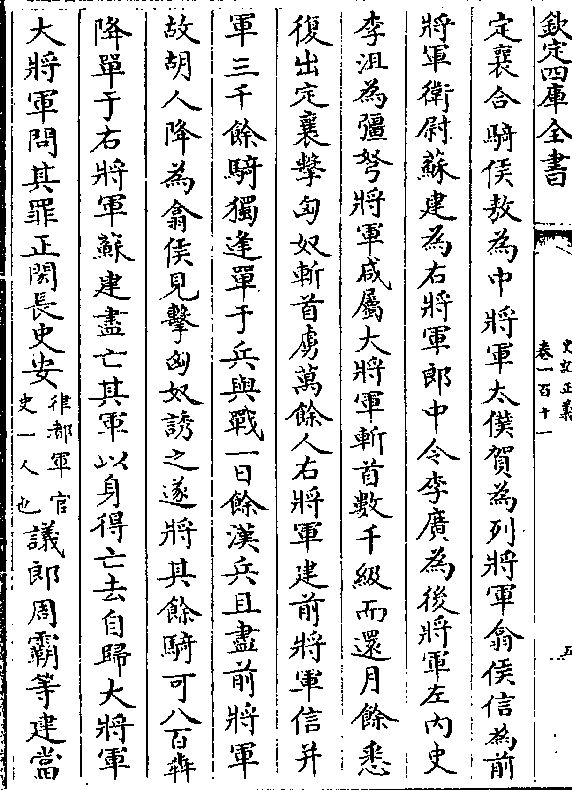 欽定四庫全書
史記正義
卷一百十一
五
定襄合騎侯敖為中將軍太僕賀為列將軍翕侯信為前
將軍衛尉蘇建為右將軍郎中令李廣為後將軍左內史
李沮為彊弩將軍咸屬大將軍斬首數千級而還月餘悉
復出定襄擊匈奴斬首虜萬餘人右將軍建前將軍信并
軍三千餘騎獨逢單于兵與戰一日餘漢兵且盡前將軍
故胡人降為翕侯見擊匈奴誘之遂將其餘騎可八百犇
降單于右將軍蘇建盡亡其軍以身得亡去自歸大將軍
大將軍問其罪正閎長史安律都軍官史一人也議郎周霸等建當